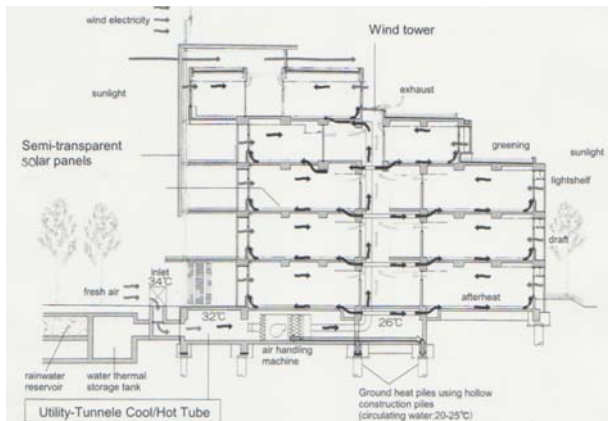 wind electricity
Wind tower
sunlight
exhaust
Semi-transparent
solar panels
greening
sunlight
lightshelf
draft
inlet
34℃
fresh air
afterheat
32℃
26℃
air handling
machine
rainwater
reservoir
water thermal
storage tank
Ground heat piles using hollow
construction piles
(circulating water:20-25℃)
Utility-Tunnele Cool/Hot Tube